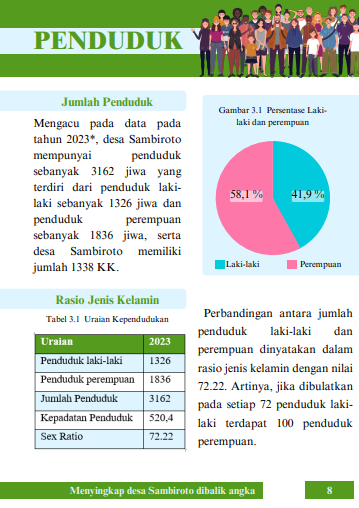 PENDUDUK
Jumlah Penduduk
Mengacu pada data pada
tahun 2023*, desa Sambiroto
mempunyai penduduk
sebanyak 3162 jiwa yang
terdiri dari penduduk laki-
laki sebanyak 1326 jiwa dan
penduduk perempuan
sebanyak 1836 jiwa, serta
desa Sambiroto memiliki
jumlah 1338 KK.
Gambar 3.1 Persentase Laki-
laki dan perempuan
58,1 %
41,9 %
Laki-laki
Perempuan
Rasio Jenis Kelamin
Tabel 3.1 Uraian Kependudukan
Uraian 2023
Penduduk laki-laki 1326
Penduduk perempuan 1836
Jumlah Penduduk 3162
Kepadatan Penduduk 520,4
Sex Ratio 72.22
Perbandingan antara jumlah
penduduk laki-laki dan
perempuan dinyatakan dalam
rasio jenis kelamin dengan nilai
72.22. Artinya, jika dibulatkan
pada setiap 72 penduduk laki-
laki terdapat 100 penduduk
perempuan.
Menyingkap desa Sambiroto dibalik angka
8